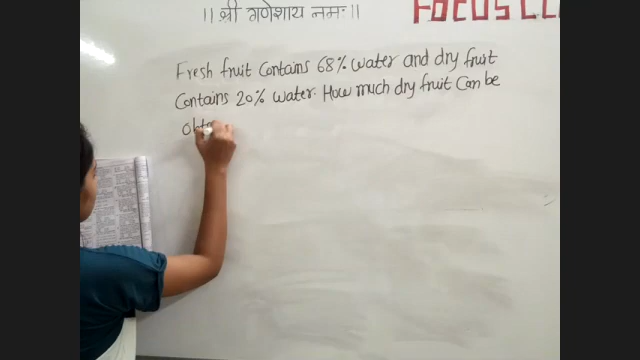 ।। श्री गणेशाय नमः ।।
FOCUS
Fresh fruit contains 68% water and dry fruit
Contains 20% water. How much dry fruit Can be